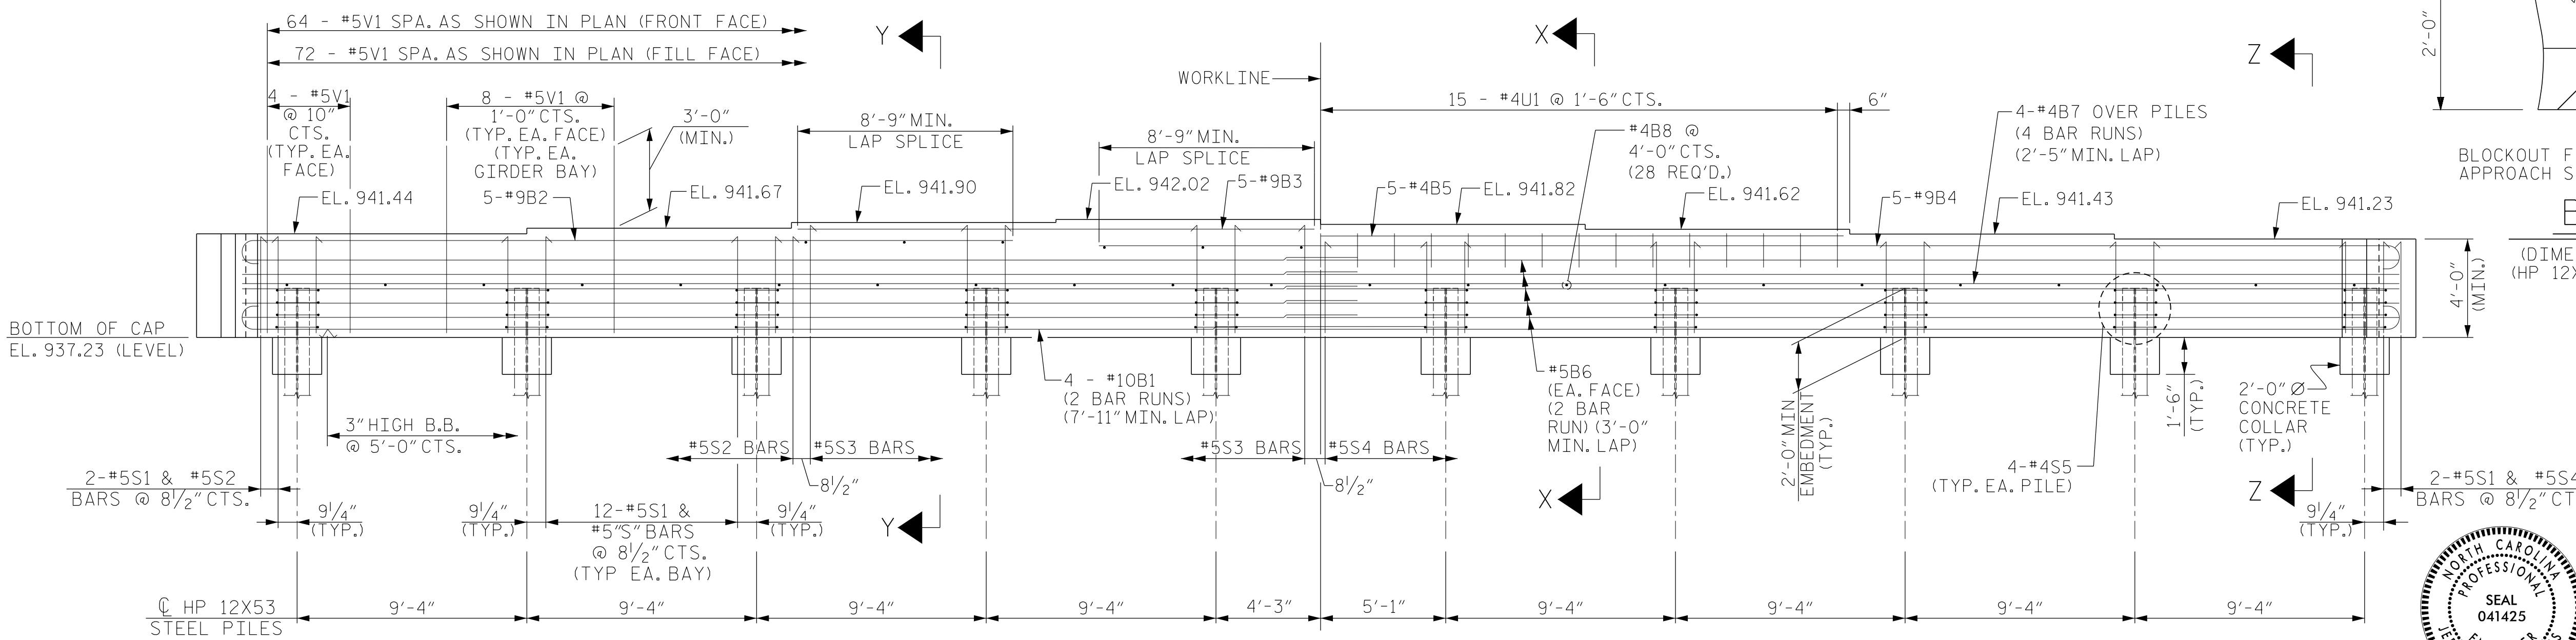 64 - #5V1 SPA. AS SHOWN IN PLAN (FRONT FACE)
72 - #5V1 SPA. AS SHOWN IN PLAN (FILL FACE)
Y
X
Z
2'-0"
WORKLINE
4 - #5V1
@ 10"
CTS.
(TYP. EA.
FACE)
8 - #5V1 @
1'-0" CTS.
(TYP. EA. FACE)
(TYP. EA.
GIRDER BAY)
3'-0"
(MIN.)
8'-9" MIN.
LAP SPLICE
8'-9" MIN.
LAP SPLICE
15 - #4U1 @ 1'-6" CTS.
6"
#4B8 @
4'-0" CTS.
(28 REQ'D.)
4-#4B7 OVER PILES
(4 BAR RUNS)
(2'-5" MIN. LAP)
BLOCKOUT
APPROACH
EL. 941.44
5-#9B2
EL. 941.67
EL. 941.90
EL. 942.02
5-#9B3
5-#4B5
EL. 941.82
EL. 941.62
5-#9B4
EL. 941.43
EL. 941.23
4'-0"
(MIN.)
(HP
BOTTOM OF CAP
EL. 937.23 (LEVEL)
3" HIGH B.B.
@ 5'-0" CTS.
4 - #10B1
(2 BAR RUNS)
(7'-11" MIN. LAP)
#5B6
(EA. FACE)
(2 BAR
RUN) (3'-0"
MIN. LAP)
2'-0" MIN
EMBEDMENT
(TYP.)
1'-6"
(TYP.)
2'-0" Ø
CONCRETE
COLLAR
(TYP.)
#5S2 BARS
#5S3 BARS
8½"
#5S3 BARS
#5S4 BARS
8½"
4-#4S5
(TYP. EA. PILE)
2-#5S1 & #5S2
BARS @ 8½" CTS.
2-#5S1 & #5S4
BARS @ 8½"
9¼"
(TYP.)
9¼"
(TYP.)
12-#5S1 &
#5"S" BARS
@ 8½" CTS.
(TYP EA. BAY)
9¼"
(TYP.)
Y
X
Z
9¼"
(TYP.)
℄ HP 12X53
STEEL PILES
9'-4"
9'-4"
9'-4"
9'-4"
4'-3"
5'-1"
9'-4"
9'-4"
9'-4"
9'-4"
NORTH CAROLINA
PROFESSIONAL
SEAL
041425